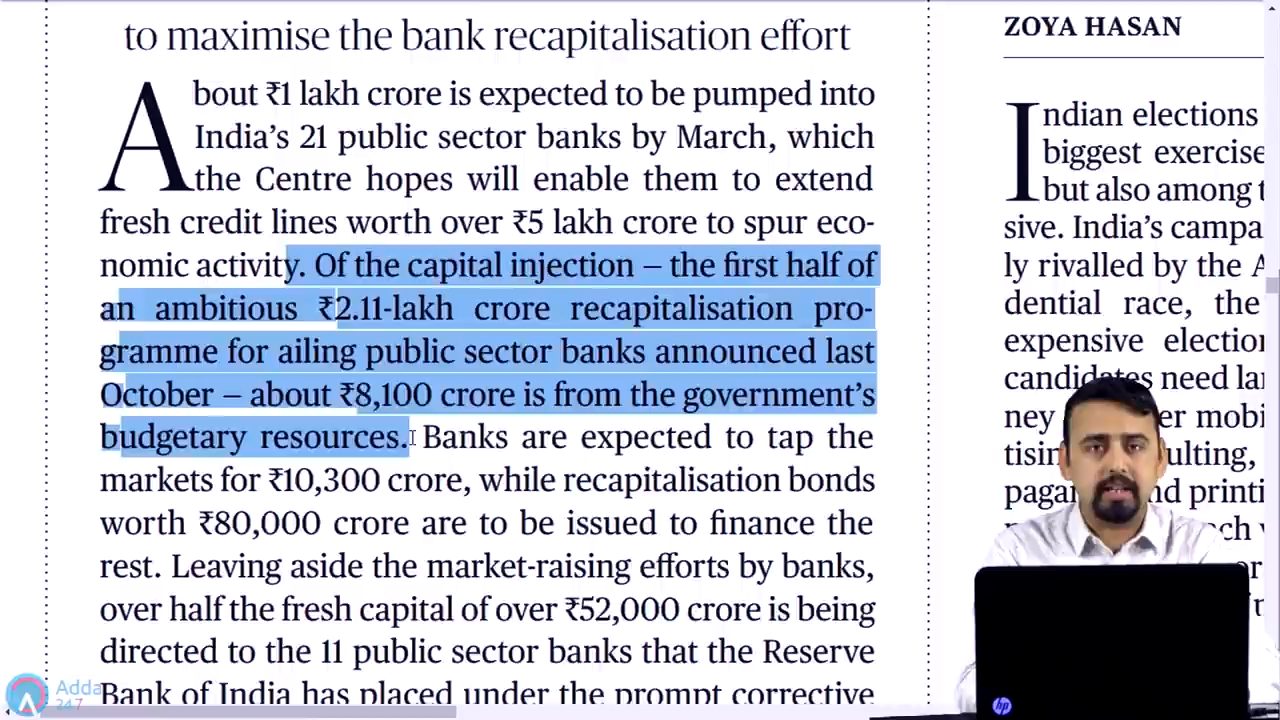 to maximise the bank recapitalisation effort
About ₹1 lakh crore is expected to be pumped into
India's 21 public sector banks by March, which
the Centre hopes will enable them to extend
fresh credit lines worth over ₹5 lakh crore to spur eco-
nomic activity. Of the capital injection – the first half of
an ambitious ₹2.11-lakh crore recapitalisation pro-
gramme for ailing public sector banks announced last
October – about ₹8,100 crore is from the government's
budgetary resources. Banks are expected to tap the
markets for ₹10,300 crore, while recapitalisation bonds
worth ₹80,000 crore are to be issued to finance the
rest. Leaving aside the market-raising efforts by banks,
over half the fresh capital of over ₹52,000 crore is being
directed to the 11 public sector banks that the Reserve
Bank of India has placed under the prompt corrective
ZOYA HASAN
Indian elections
biggest exercise
but also among
sive. India's campa
ly rivalled by the
dential race, the
expensive election
candidates need
hp
Adda
247